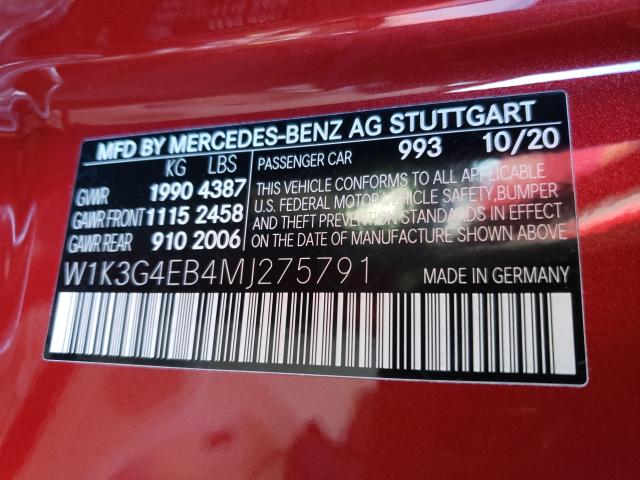 MFD BY MERCEDES-BENZ AG STUTTGART
KG LBS PASSENGER CAR 993 10/20
GVWR 1990 4387
GAWR FRONT 1115 2458
GAWR REAR 910 2006
THIS VEHICLE CONFORMS TO ALL APPLICABLE
U.S. FEDERAL MOTOR VEHICLE SAFETY, BUMPER
AND THEFT PREVENTION STANDARDS IN EFFECT
ON THE DATE OF MANUFACTURE SHOWN ABOVE
W1K3G4EB4MJ275791 MADE IN GERMANY